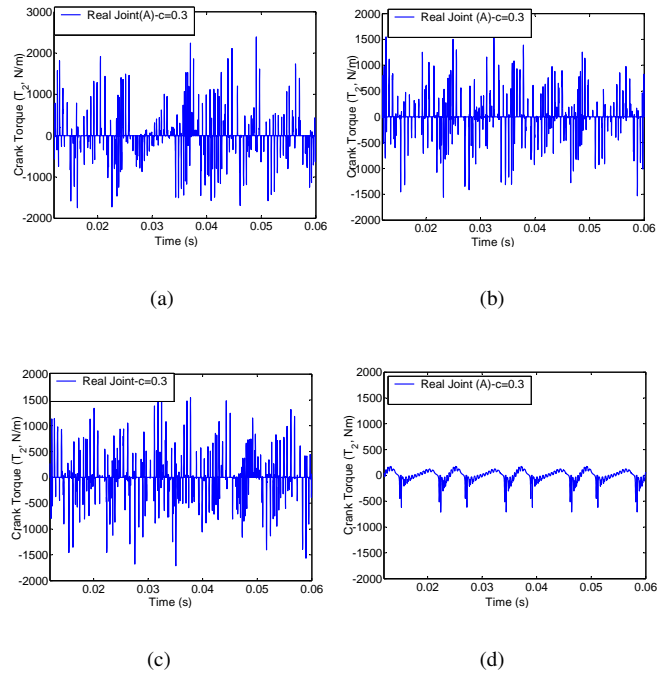 Real Joint(A)-c=0.3
3000
2000
1000
0
-1000
-2000
Crank Torque (T_2, N/m)
0.02 0.03 0.04 0.05 0.06
Time (s)
(a)
Real Joint (A)-c=0.3
2000
1500
1000
500
0
-500
-1000
-1500
-2000
Crank Torque (T_2, N/m)
0.02 0.03 0.04 0.05 0.06
Time (s)
(b)
Real Joint-c=0.3
2000
1500
1000
500
0
-500
-1000
-1500
2000
Crank Torque (T_2, N/m)
0.02 0.03 0.04 0.05 0.06
Time (s)
(c)
Real Joint (A)-c=0.3
2000
1500
1000
500
0
-500
-1000
-1500
2000
Crank Torque (T_2, N/m)
0.02 0.03 0.04 0.05 0.06
Time (s)
(d)